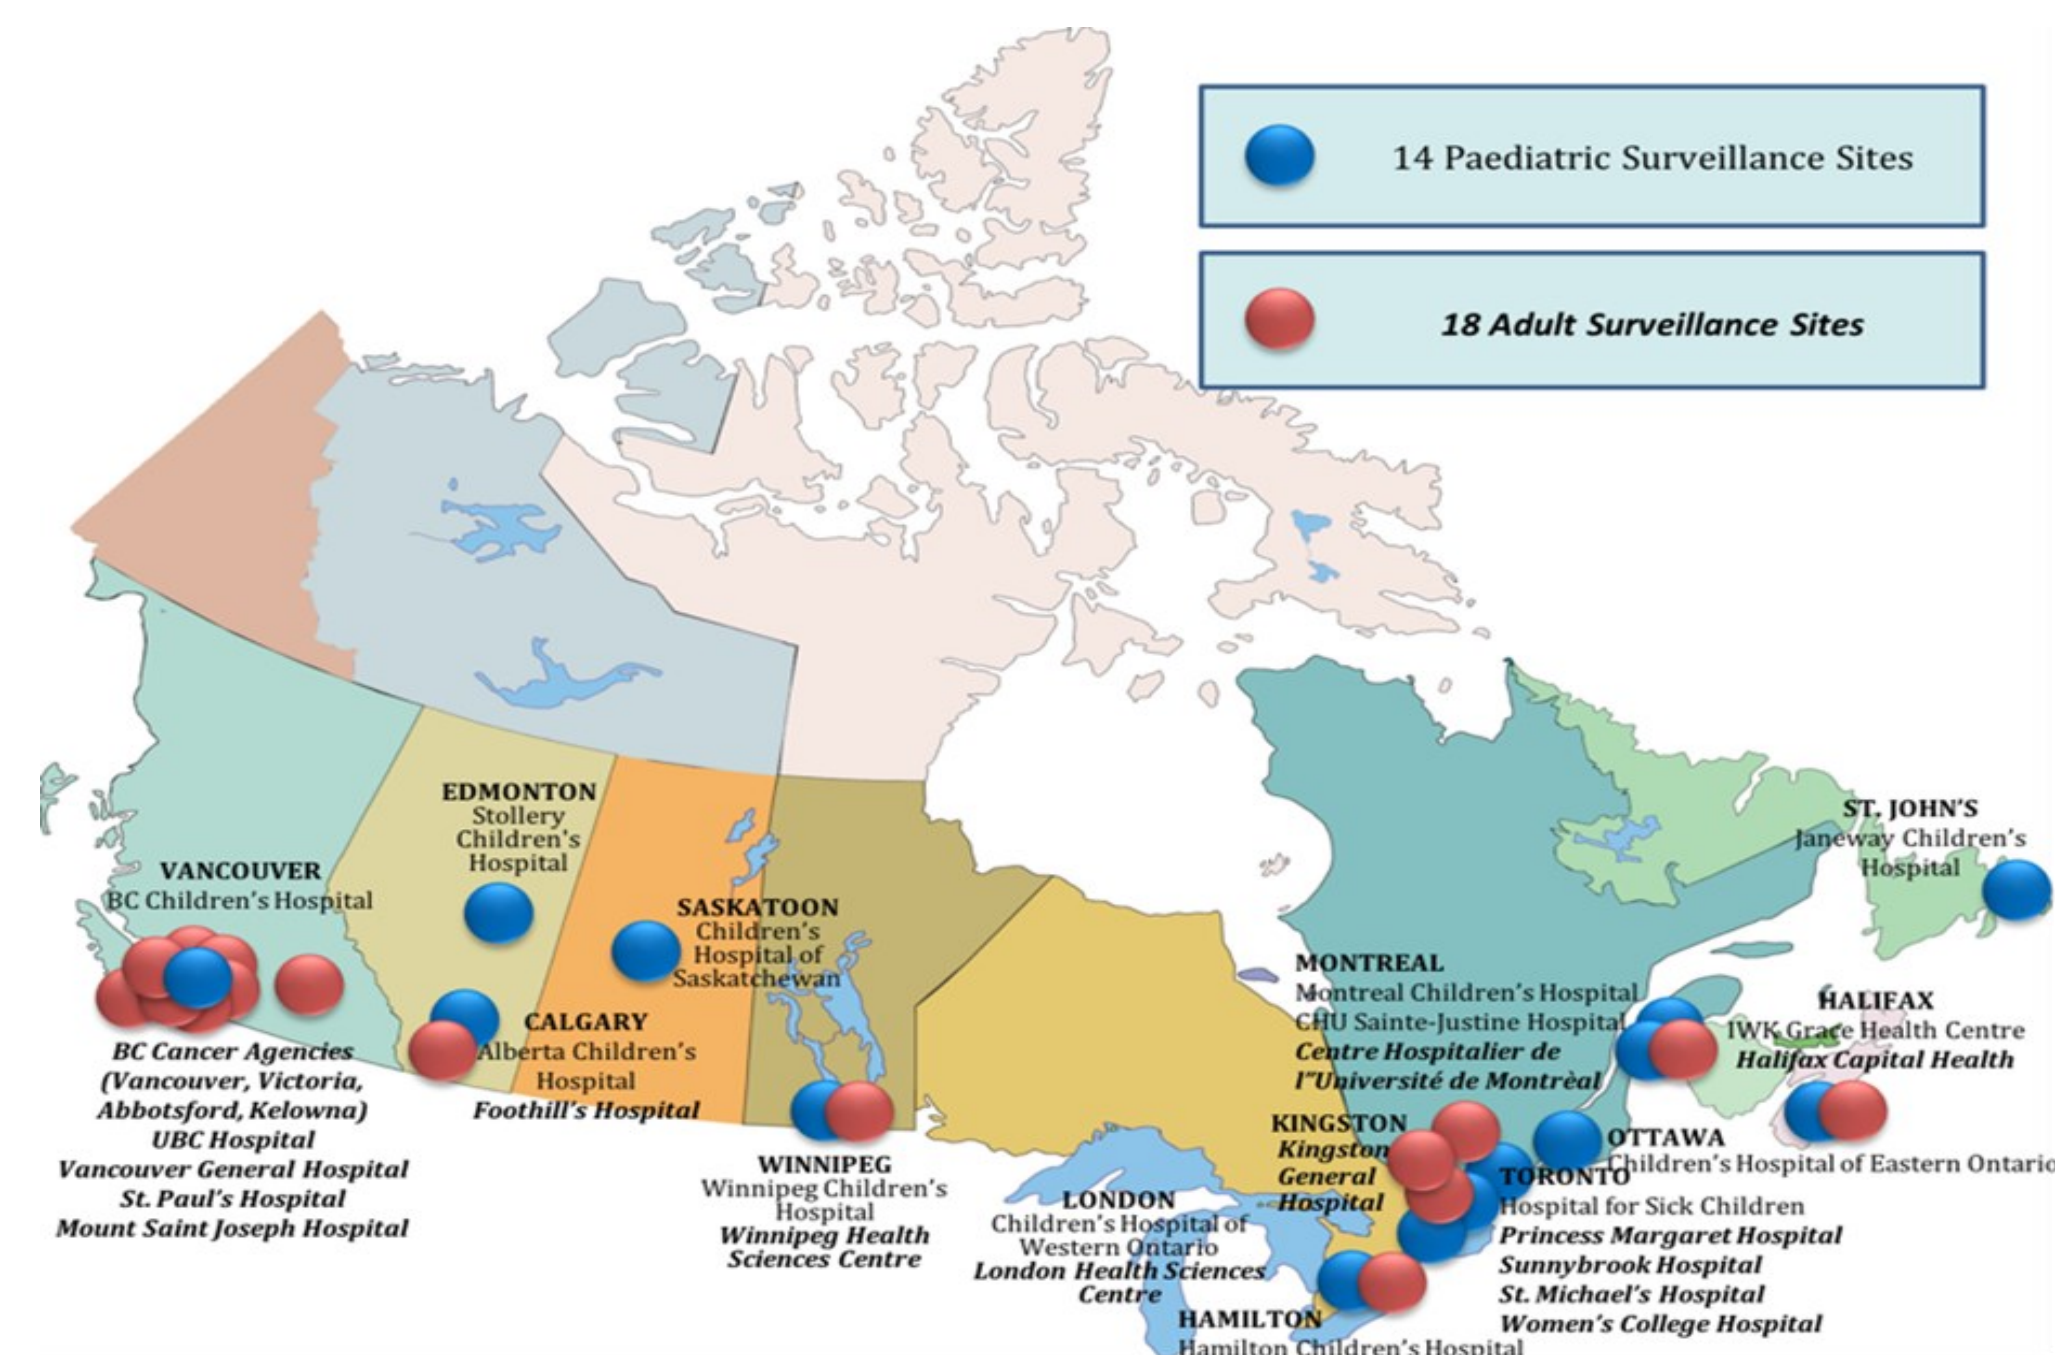 14 Paediatric Surveillance Sites
18 Adult Surveillance Sites
EDMONTON
Stollery
Children's
Hospital
VANCOUVER
BC Children's Hospital
BC Cancer Agencies
(Vancouver, Victoria,
Abbotsford, Kelowna)
UBC Hospital
Vancouver General Hospital
St. Paul's Hospital
Mount Saint Joseph Hospital
SASKATOON
Children's
Hospital of
Saskatchewan
CALGARY
Alberta Children's
Hospital
Foothill's Hospital
WINNIPEG
Winnipeg Children's
Hospital
Winnipeg Health
Sciences Centre
LONDON
Children's Hospital of
Western Ontario
London Health Sciences
Centre
HAMILTON
Hamilton Children's Hospital
KINGSTON
Kingston
General
Hospital
MONTREAL
Montreal Children's Hospital
CHU Sainte-Justine Hospital
Centre Hospitalier de
l"Université de Montrèal
ST. JOHN'S
Janeway Children's
Hospital
HALIFAX
IWK Grace Health Centre
Halifax Capital Health
OTTAWA
Children's Hospital of Eastern Ontario
TORONTO
Hospital for Sick Children
Princess Margaret Hospital
Sunnybrook Hospital
St. Michael's Hospital
Women's College Hospital